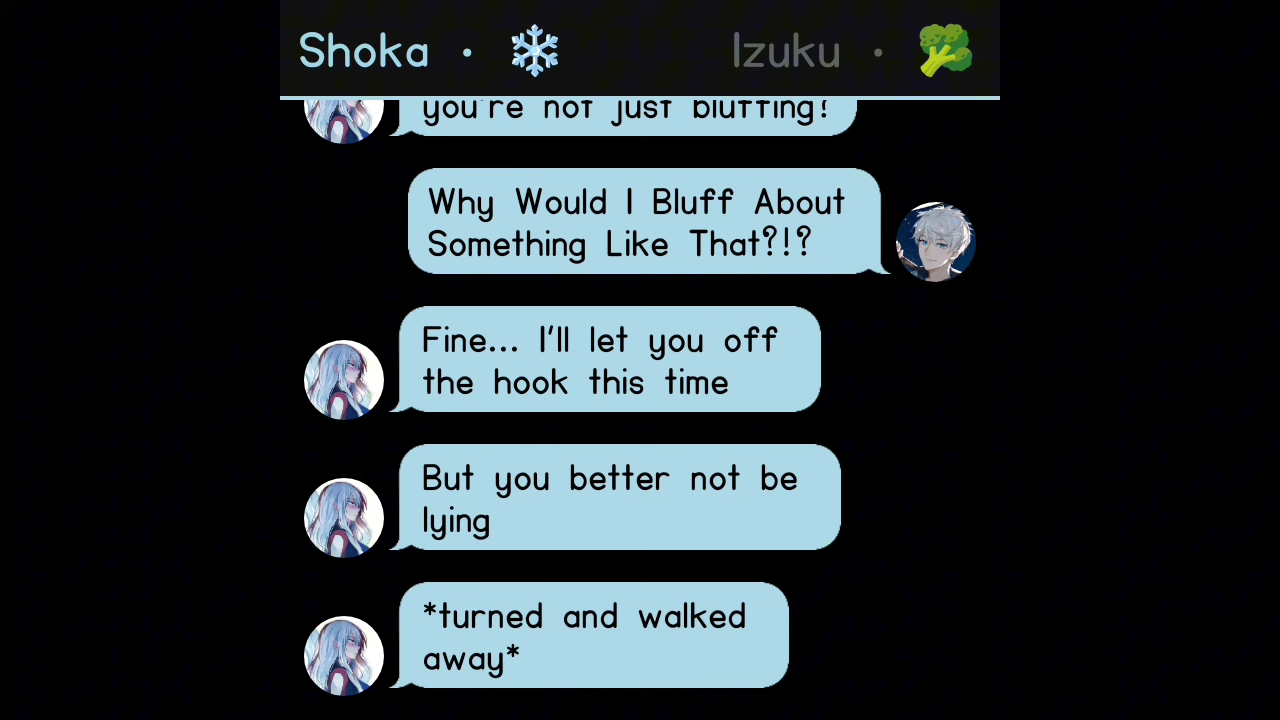 Shoka • Izuku •
you're not just bluffing?
Why Would I Bluff About
Something Like That?!?
Fine... I'll let you off
the hook this time
But you better not be
lying
*turned and walked
away*